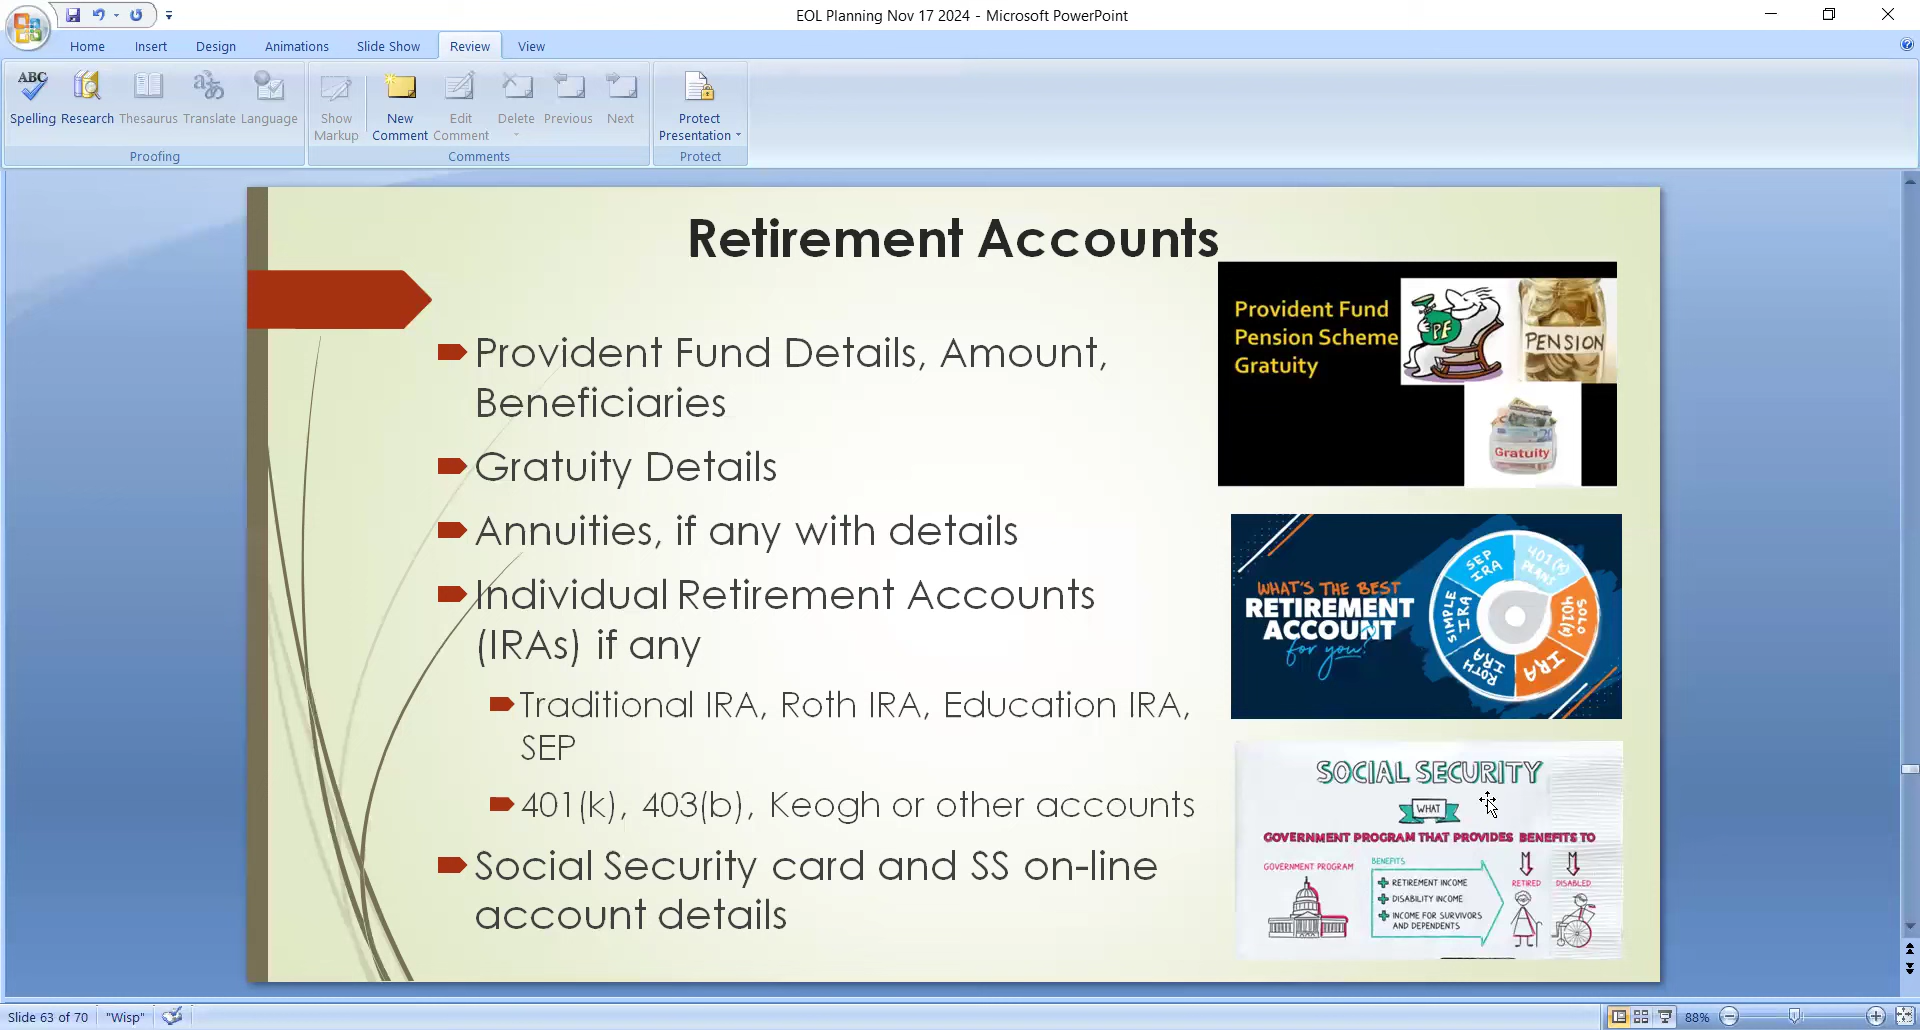 EOL Planning Nov 17 2024 - Microsoft PowerPoint
Home Insert Design Animations Slide Show Review View
ABC
Spelling Research Thesaurus Translate Language
Proofing
Show Markup New Comment Edit Comment Delete Previous Next
Comments
Protect Presentation
Protect
Retirement Accounts
Provident Fund Details, Amount,
Beneficiaries
Gratuity Details
Annuities, if any with details
Individual Retirement Accounts
(IRAs) if any
Traditional IRA, Roth IRA, Education IRA,
SEP
401(k), 403(b), Keogh or other accounts
Social Security card and SS on-line
account details
Provident Fund
Pension Scheme
Gratuity
PF
PENSION
Gratuity
WHAT'S THE BEST
RETIREMENT
ACCOUNT
for you?
SEP IRA
401(K) PLANS
SOLO 401(K)
IRA
ROTH IRA
SIMPLE IRA
SOCIAL SECURITY
WHAT
GOVERNMENT PROGRAM THAT PROVIDES BENEFITS TO
GOVERNMENT PROGRAM
BENEFITS
RETIREMENT INCOME
DISABILITY INCOME
INCOME FOR SURVIVORS
AND DEPENDENTS
RETIRED
DISABLED
Slide 63 of 70 "Wisp" 88%